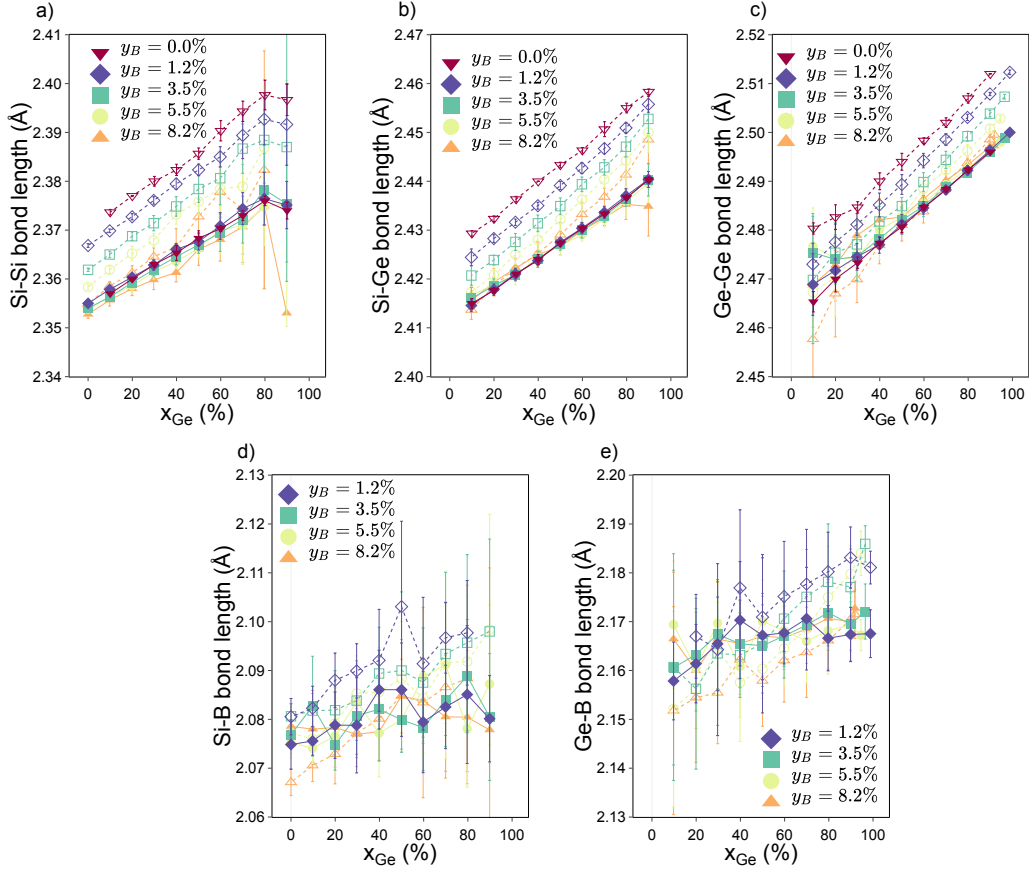 a)
Si-Si bond length (Å)
2.43
2.42
2.41
2.40
2.39
2.38
2.37
2.36
2.35
2.34
y_B = 0.0%
y_B = 1.2%
y_B = 3.5%
y_B = 5.5%
y_B = 8.2%
0 20 40 60 80 100
x_Ge (%)
b)
Si-Ge bond length (Å)
2.47
2.46
2.45
2.44
2.43
2.42
2.41
2.40
y_B = 0.0%
y_B = 1.2%
y_B = 3.5%
y_B = 5.5%
y_B = 8.2%
0 20 40 60 80 100
x_Ge (%)
c)
Ge-Ge bond length (Å)
2.52
2.51
2.50
2.49
2.48
2.47
2.46
2.45
y_B = 0.0%
y_B = 1.2%
y_B = 3.5%
y_B = 5.5%
y_B = 8.2%
0 20 40 60 80 100
x_Ge (%)
d)
Si-B bond length (Å)
2.13
2.12
2.11
2.10
2.09
2.08
2.07
2.06
y_B = 1.2%
y_B = 3.5%
y_B = 5.5%
y_B = 8.2%
0 20 40 60 80 100
x_Ge (%)
e)
Ge-B bond length (Å)
2.20
2.19
2.18
2.17
2.16
2.15
2.14
2.13
y_B = 1.2%
y_B = 3.5%
y_B = 5.5%
y_B = 8.2%
0 20 40 60 80 100
x_Ge (%)